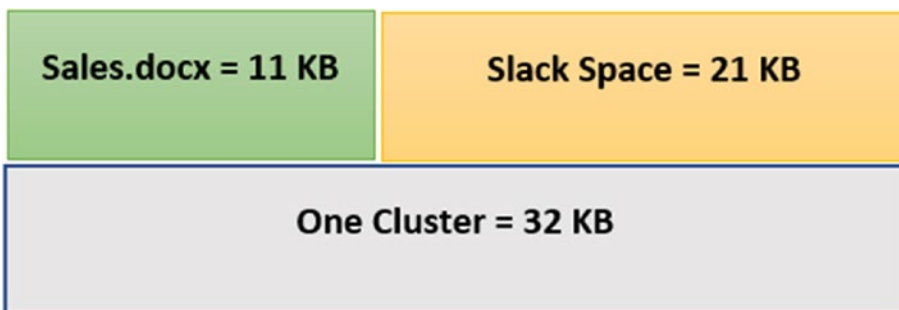 Sales.docx = 11 KB
Slack Space = 21 KB
One Cluster = 32 KB